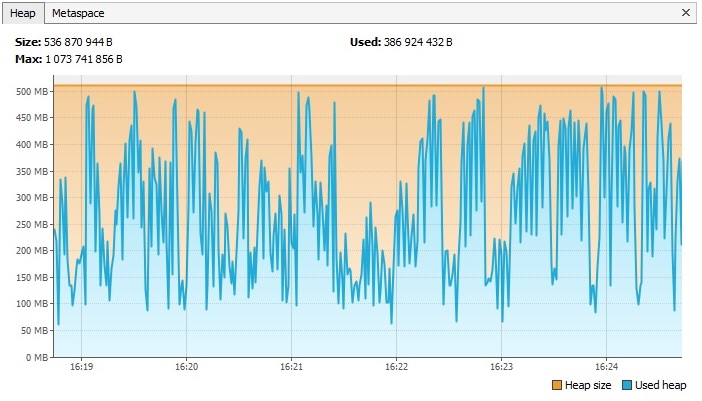 Heap Metaspace ×
Size: 536 870 944 B Used: 386 924 432 B
Max: 1 073 741 856 B
500 MB
450 MB
400 MB
350 MB
300 MB
250 MB
200 MB
150 MB
100 MB
50 MB
0 MB
16:19 16:20 16:21 16:22 16:23 16:24
Heap size Used heap